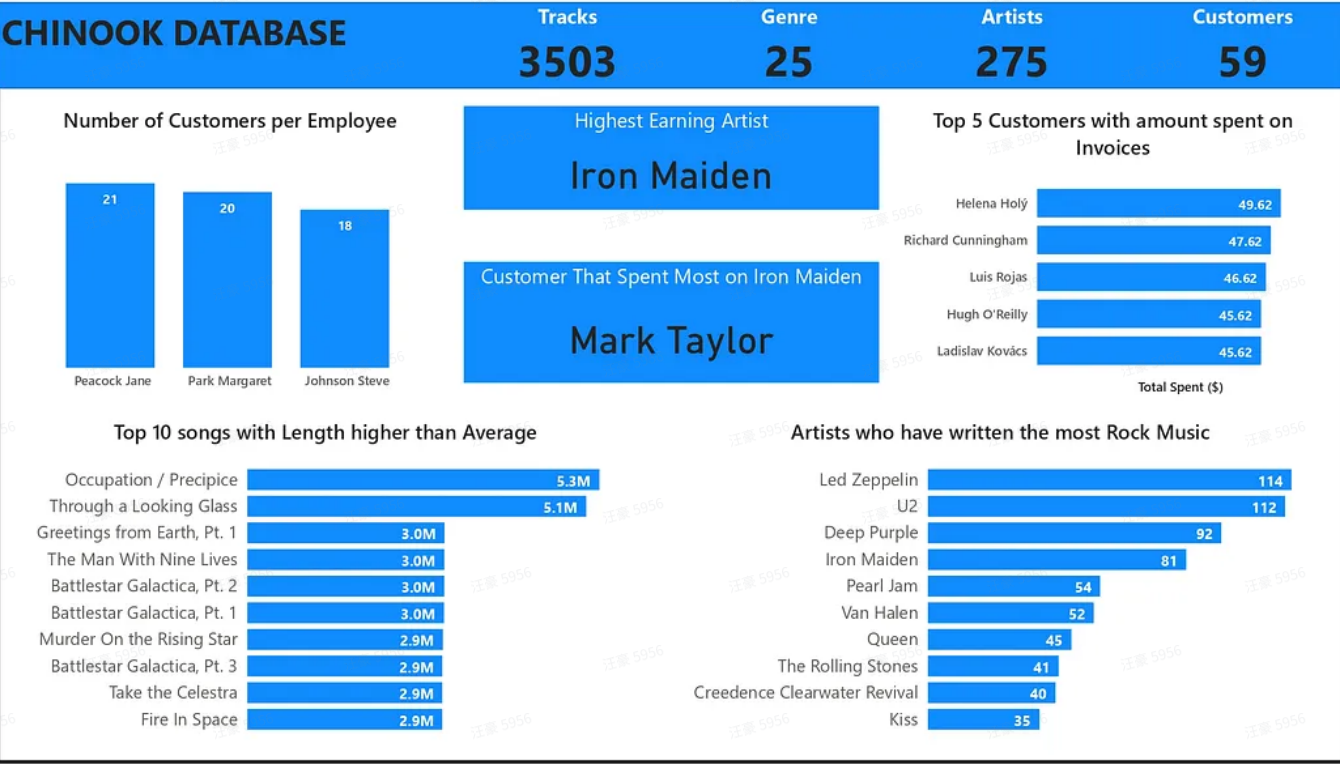 CHINOOK DATABASE
Tracks
3503
Genre
25
Artists
275
Customers
59
Number of Customers per Employee
21
20
18
Peacock Jane
Park Margaret
Johnson Steve
Highest Earning Artist
Iron Maiden
Customer That Spent Most on Iron Maiden
Mark Taylor
Top 5 Customers with amount spent on
Invoices
Helena Holý 49.62
Richard Cunningham 47.62
Luis Rojas 46.62
Hugh O'Reilly 45.62
Ladislav Kovács 45.62
Total Spent ($)
Top 10 songs with Length higher than Average
Occupation / Precipice 5.3M
Through a Looking Glass 5.1M
Greetings from Earth, Pt. 1 3.0M
The Man With Nine Lives 3.0M
Battlestar Galactica, Pt. 2 3.0M
Battlestar Galactica, Pt. 1 3.0M
Murder On the Rising Star 2.9M
Battlestar Galactica, Pt. 3 2.9M
Take the Celestra 2.9M
Fire In Space 2.9M
Artists who have written the most Rock Music
Led Zeppelin 114
U2 112
Deep Purple 92
Iron Maiden 81
Pearl Jam 54
Van Halen 52
Queen 45
The Rolling Stones 41
Creedence Clearwater Revival 40
Kiss 35
汪豪 5956